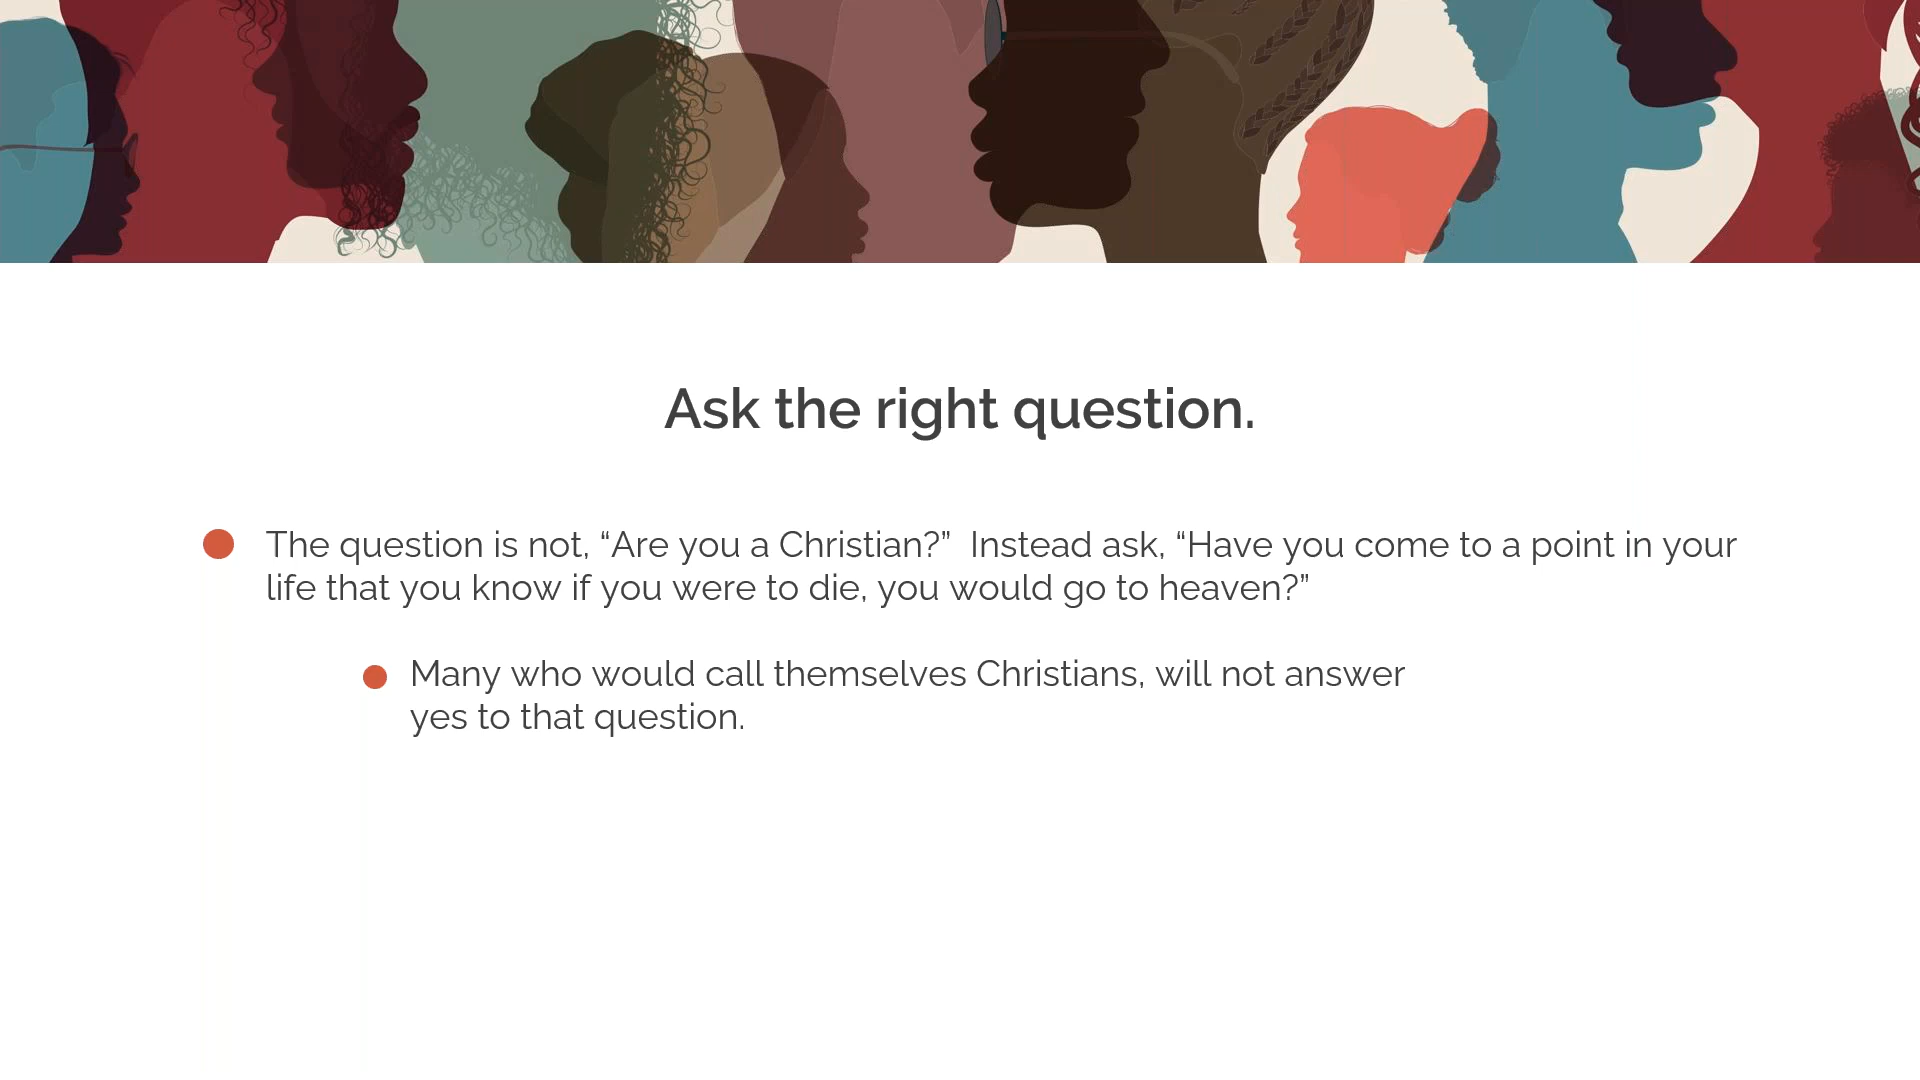 Ask the right question.
The question is not, “Are you a Christian?”  Instead ask, “Have you come to a point in your
life that you know if you were to die, you would go to heaven?”
Many who would call themselves Christians, will not answer
yes to that question.